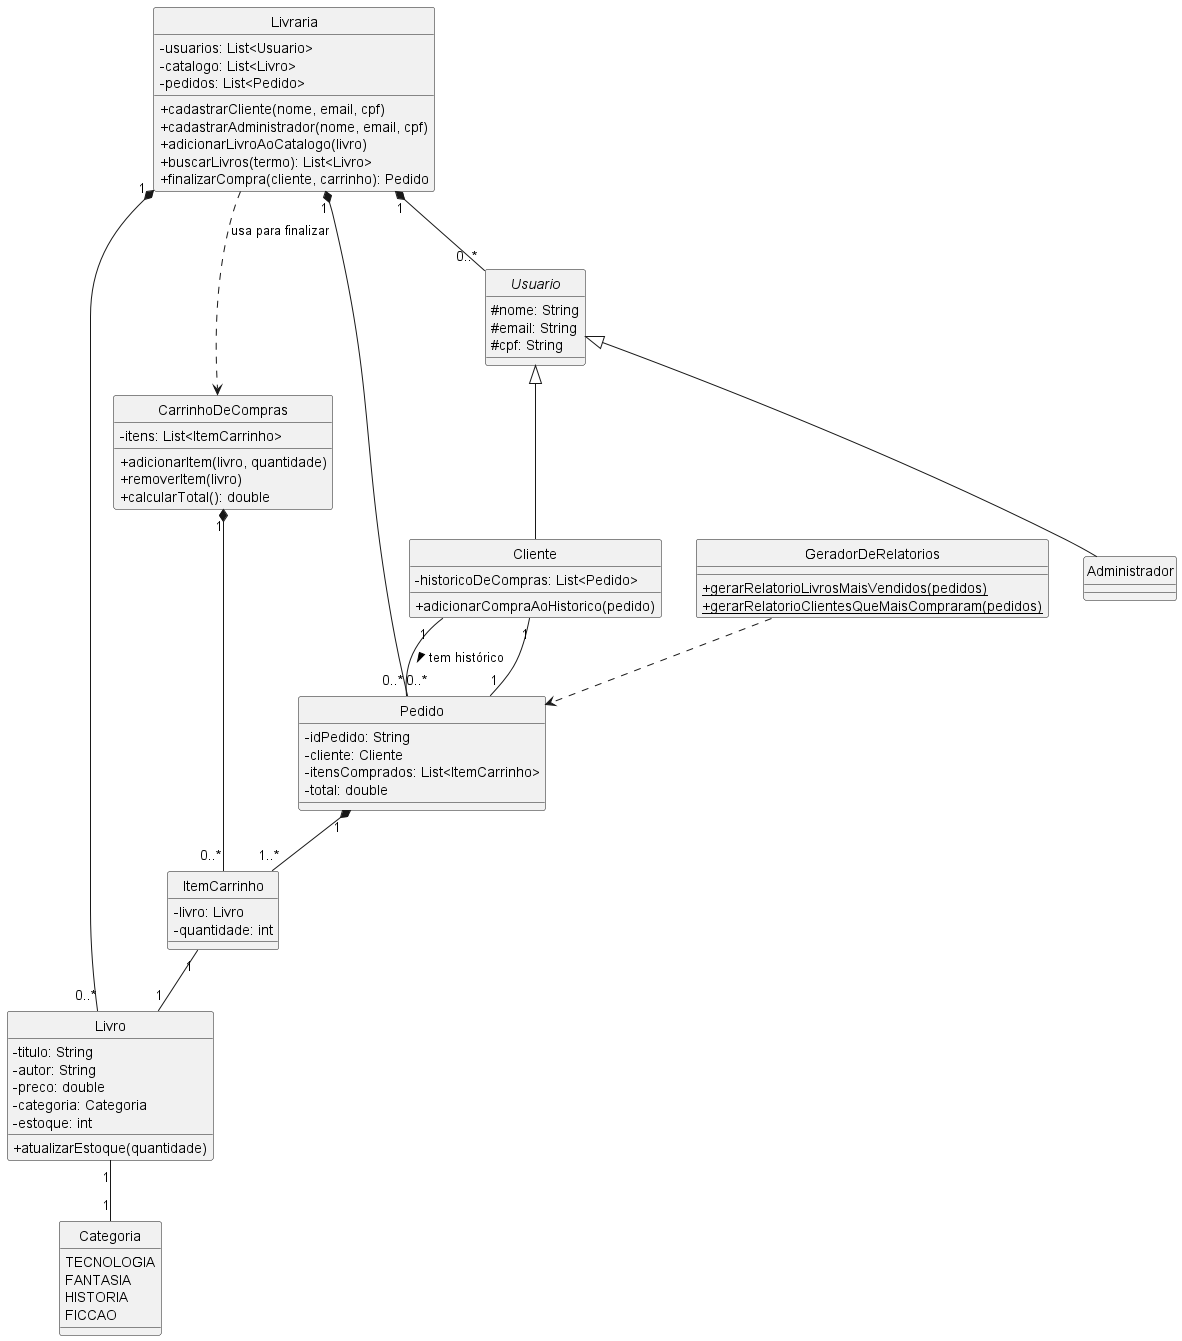 Livraria
-usuarios: List<Usuario>
-catalogo: List<Livro>
-pedidos: List<Pedido>
+cadastrarCliente(nome, email, cpf)
+cadastrarAdministrador(nome, email, cpf)
+adicionarLivroAoCatalogo(livro)
+buscarLivros(termo): List<Livro>
+finalizarCompra(cliente, carrinho): Pedido
1
1
1
usa para finalizar
0..*
Usuario
#nome: String
#email: String
#cpf: String
CarrinhoDeCompras
-itens: List<ItemCarrinho>
+adicionarItem(livro, quantidade)
+removerItem(livro)
+calcularTotal(): double
1
Cliente
-historicoDeCompras: List<Pedido>
+adicionarCompraAoHistorico(pedido)
GeradorDeRelatorios
+gerarRelatorioLivrosMaisVendidos(pedidos)
+gerarRelatorioClientesQueMaisCompraram(pedidos)
Administrador
1
1
tem histórico
0..*
0..*
1
Pedido
-idPedido: String
-cliente: Cliente
-itensComprados: List<ItemCarrinho>
-total: double
1
0..*
1..*
ItemCarrinho
-livro: Livro
-quantidade: int
1
0..*
1
Livro
-titulo: String
-autor: String
-preco: double
-categoria: Categoria
-estoque: int
+atualizarEstoque(quantidade)
1
1
Categoria
TECNOLOGIA
FANTASIA
HISTORIA
FICCAO